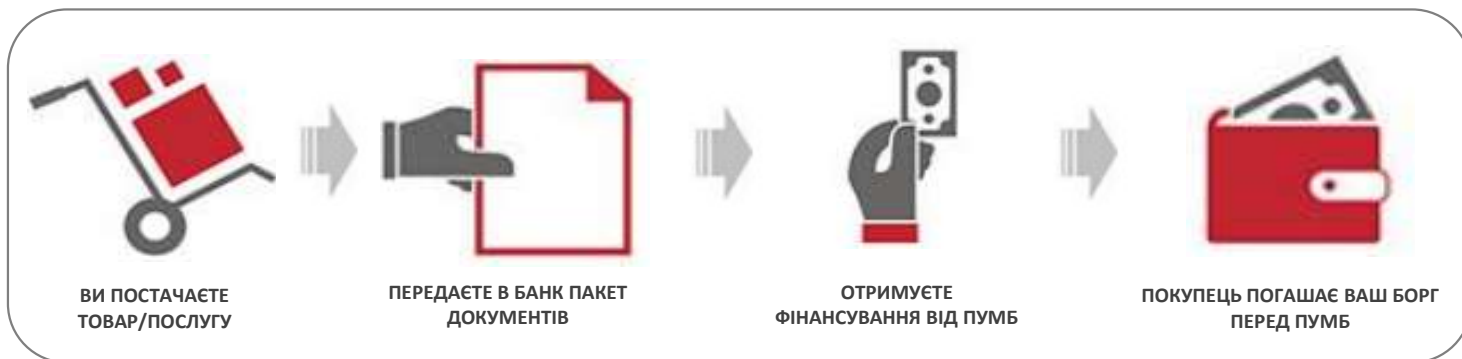 ВИ ПОСТАЧАЄТЕ
ТОВАР/ПОСЛУГУ
ПЕРЕДАЄТЕ В БАНК ПАКЕТ
ДОКУМЕНТІВ
ОТРИМУЄТЕ
ФІНАНСУВАННЯ ВІД ПУМБ
ПОКУПЕЦЬ ПОГАШАЄ ВАШ БОРГ
ПЕРЕД ПУМБ